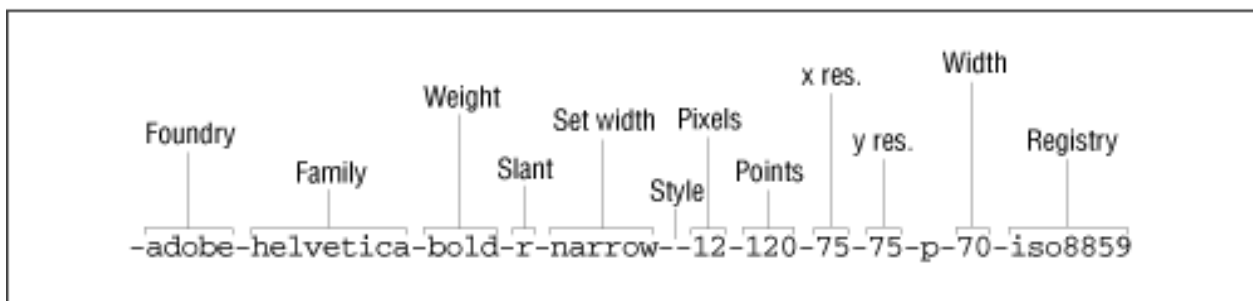 x res.
Width
Weight
Foundry
Set width
Pixels
y res.
Registry
Family
Slant
Style
Points
-adobe-helvetica-bold-r-narrow--12-120-75-75-p-70-iso8859